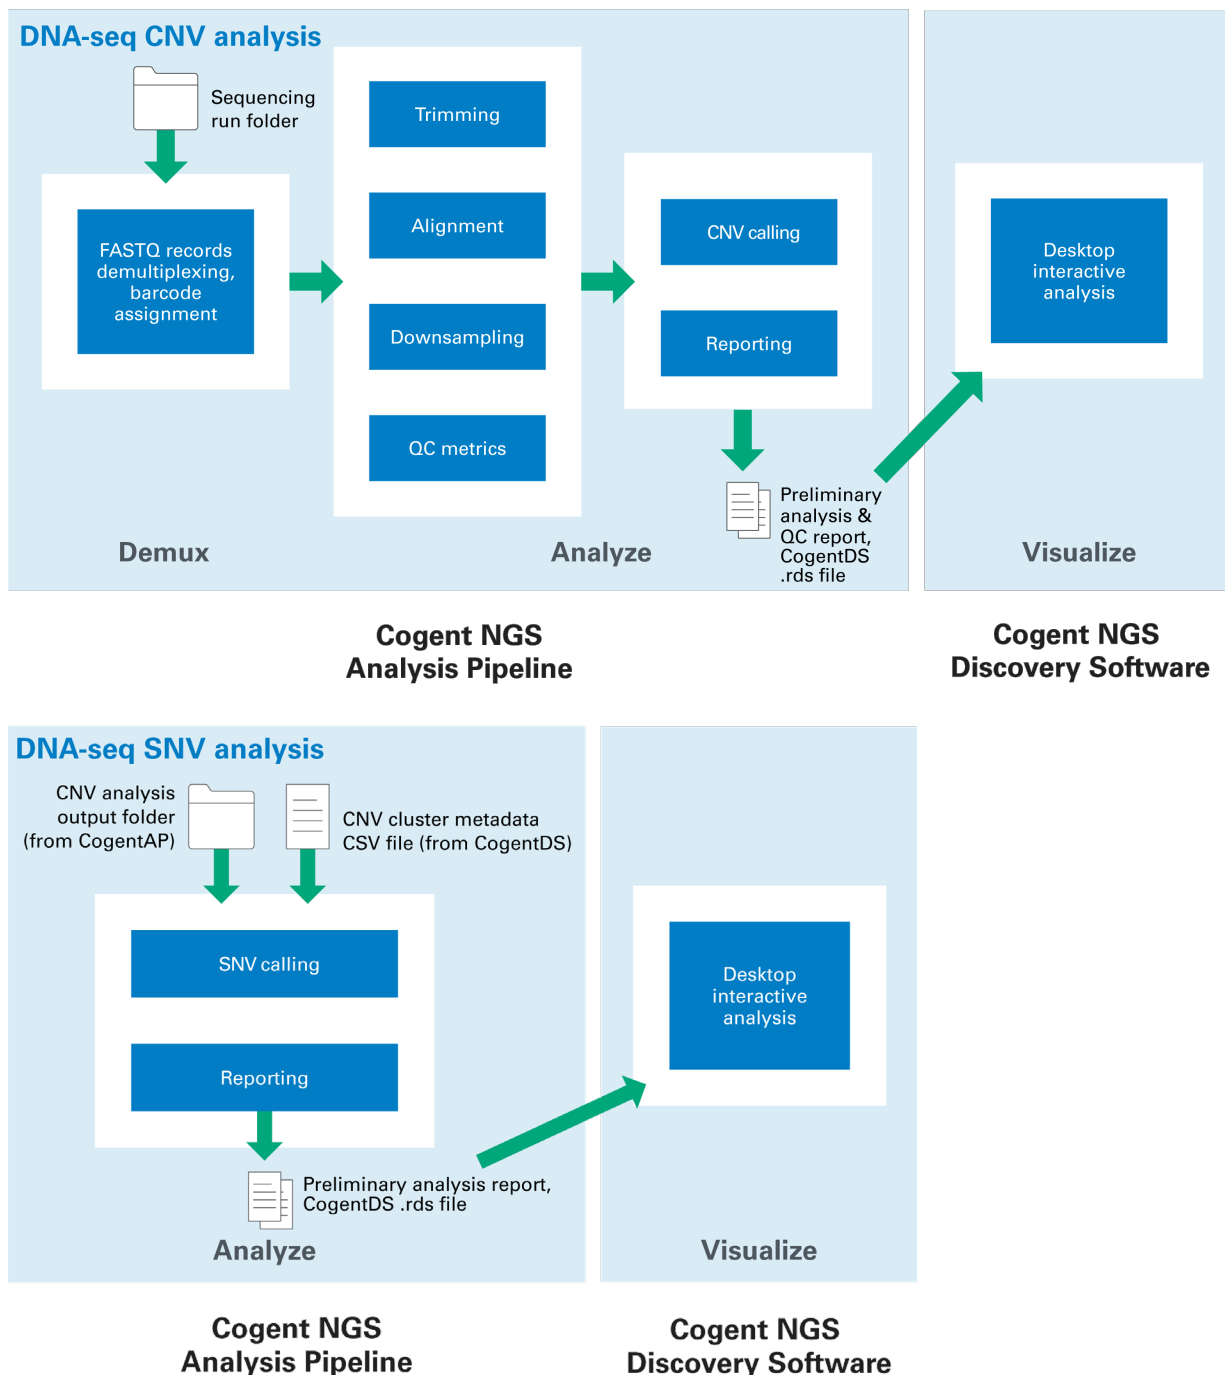 DNA-seq CNV analysis
Sequencing
run folder
FASTQ records
demultiplexing,
barcode
assignment
Trimming
Alignment
Downsampling
QC metrics
CNV calling
Reporting
Preliminary
analysis &
QC report,
CogentDS
.rds file
Desktop
interactive
analysis
Demux
Analyze
Visualize
Cogent NGS
Analysis Pipeline
Cogent NGS
Discovery Software
DNA-seq SNV analysis
CNV analysis
output folder
(from CogentAP)
CNV cluster metadata
CSV file (from CogentDS)
SNV calling
Reporting
Preliminary analysis report,
CogentDS .rds file
Desktop
interactive
analysis
Analyze
Visualize
Cogent NGS
Analysis Pipeline
Cogent NGS
Discovery Software